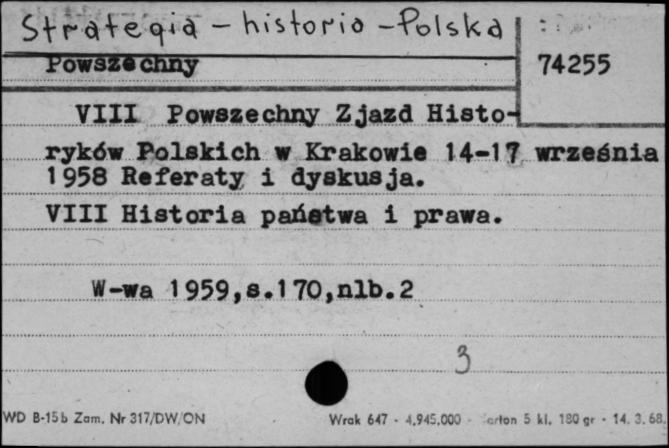 Strategia - historia - Polska
Powszechny
74255
VIII Powszechny Zjazd Histo-
ryków Polskich w Krakowie 14-17 września
1958 Referaty i dyskusja.
VIII Historia państwa i prawa.
W-wa 1959,s.170,nlb.2
3
WD B-15b Zam. Nr 317/DW/ON
Wrak 647 - 4.945.000 - arton 5 kl. 180 gr - 14. 3. 68